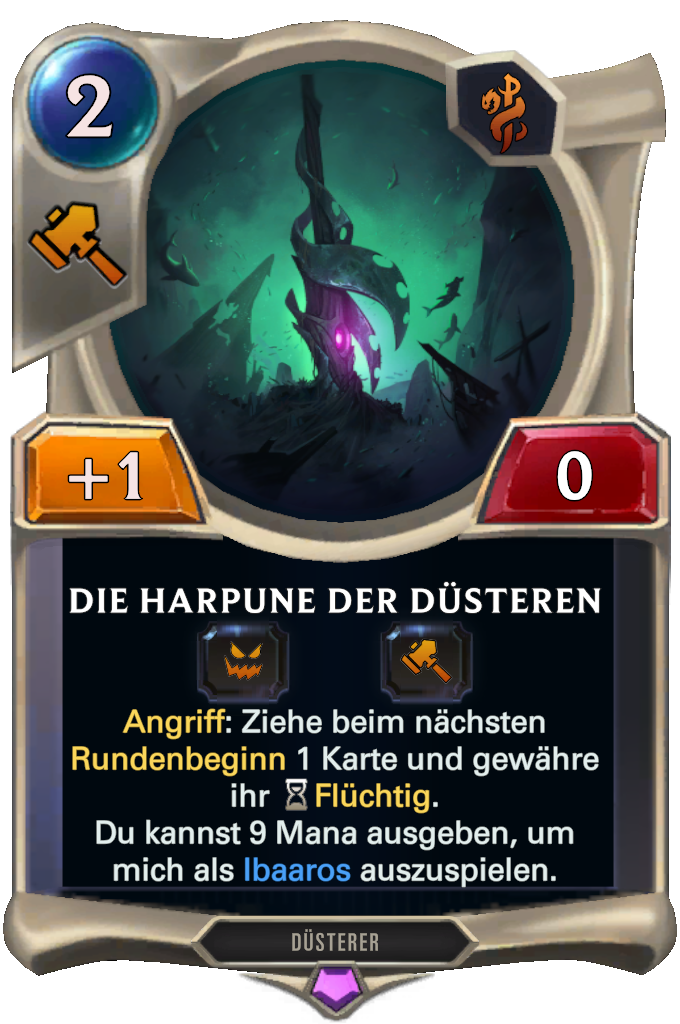 2
+1
0
DIE HARPUNE DER DÜSTEREN
Angriff: Ziehe beim nächsten
Rundenbeginn 1 Karte und gewähre
ihr Flüchtig.
Du kannst 9 Mana ausgeben, um
mich als Ibaaros auszuspielen.
DÜSTERER